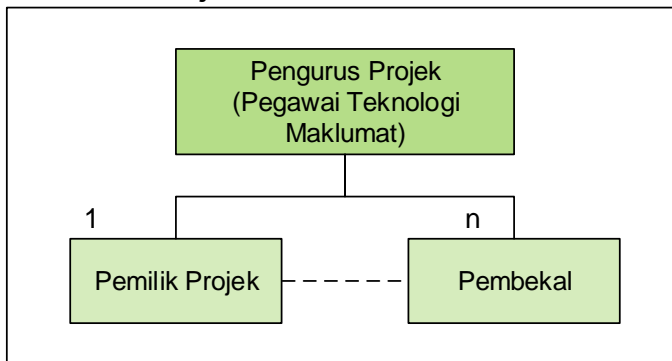 Pengurus Projek
(Pegawai Teknologi
Maklumat)
1
n
Pemilik Projek
Pembekal